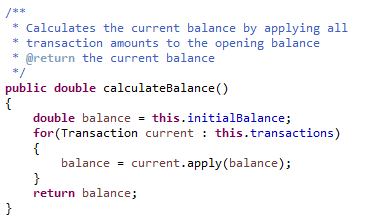 /**
 * Calculates the current balance by applying all
 * transaction amounts to the opening balance
 * @return the current balance
 */
public double calculateBalance()
{
    double balance = this.initialBalance;
    for(Transaction current : this.transactions)
    {
        balance = current.apply(balance);
    }
    return balance;
}